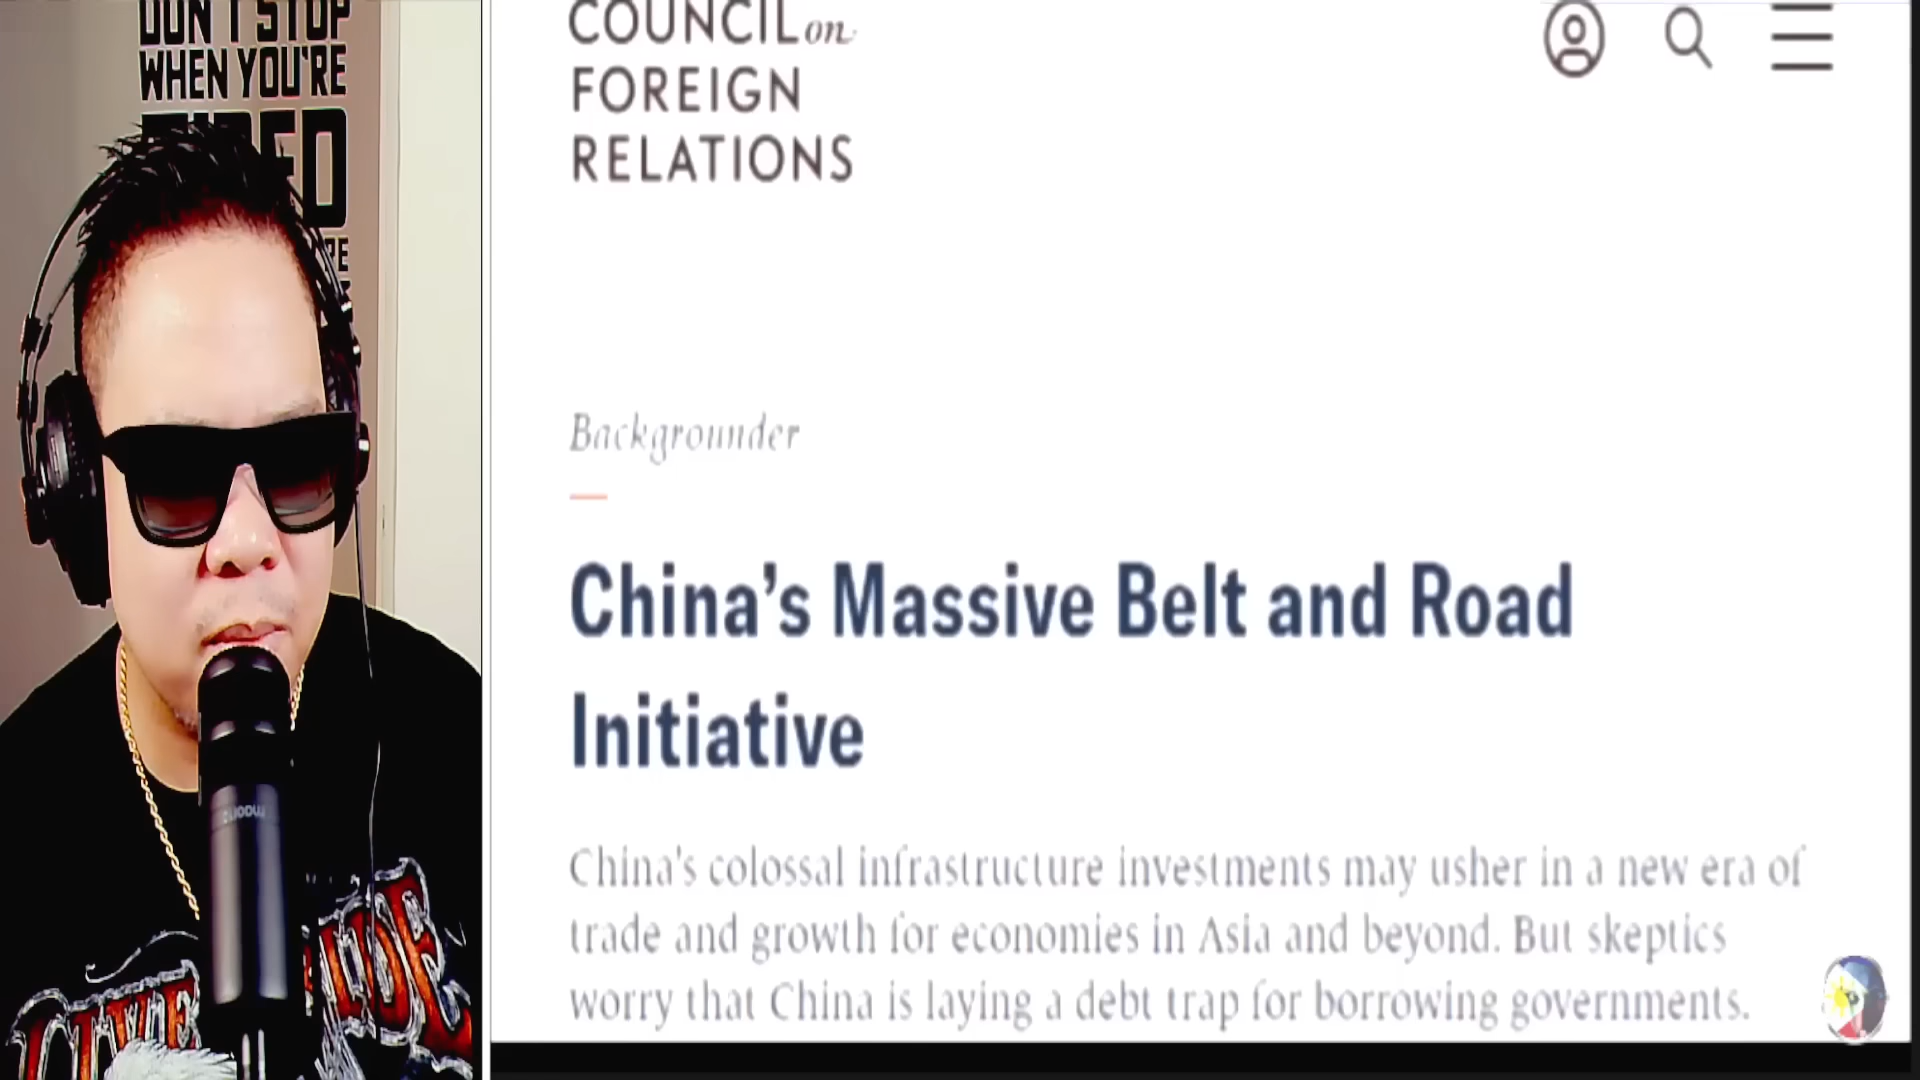 DON'T STOP
WHEN YOU'RE
COUNCIL on
FOREIGN
RELATIONS
Backgrounder
China's Massive Belt and Road
Initiative
China's colossal infrastructure investments may usher in a new era of
trade and growth for economies in Asia and beyond. But skeptics
worry that China is laying a debt trap for borrowing governments.
maono
LIVE